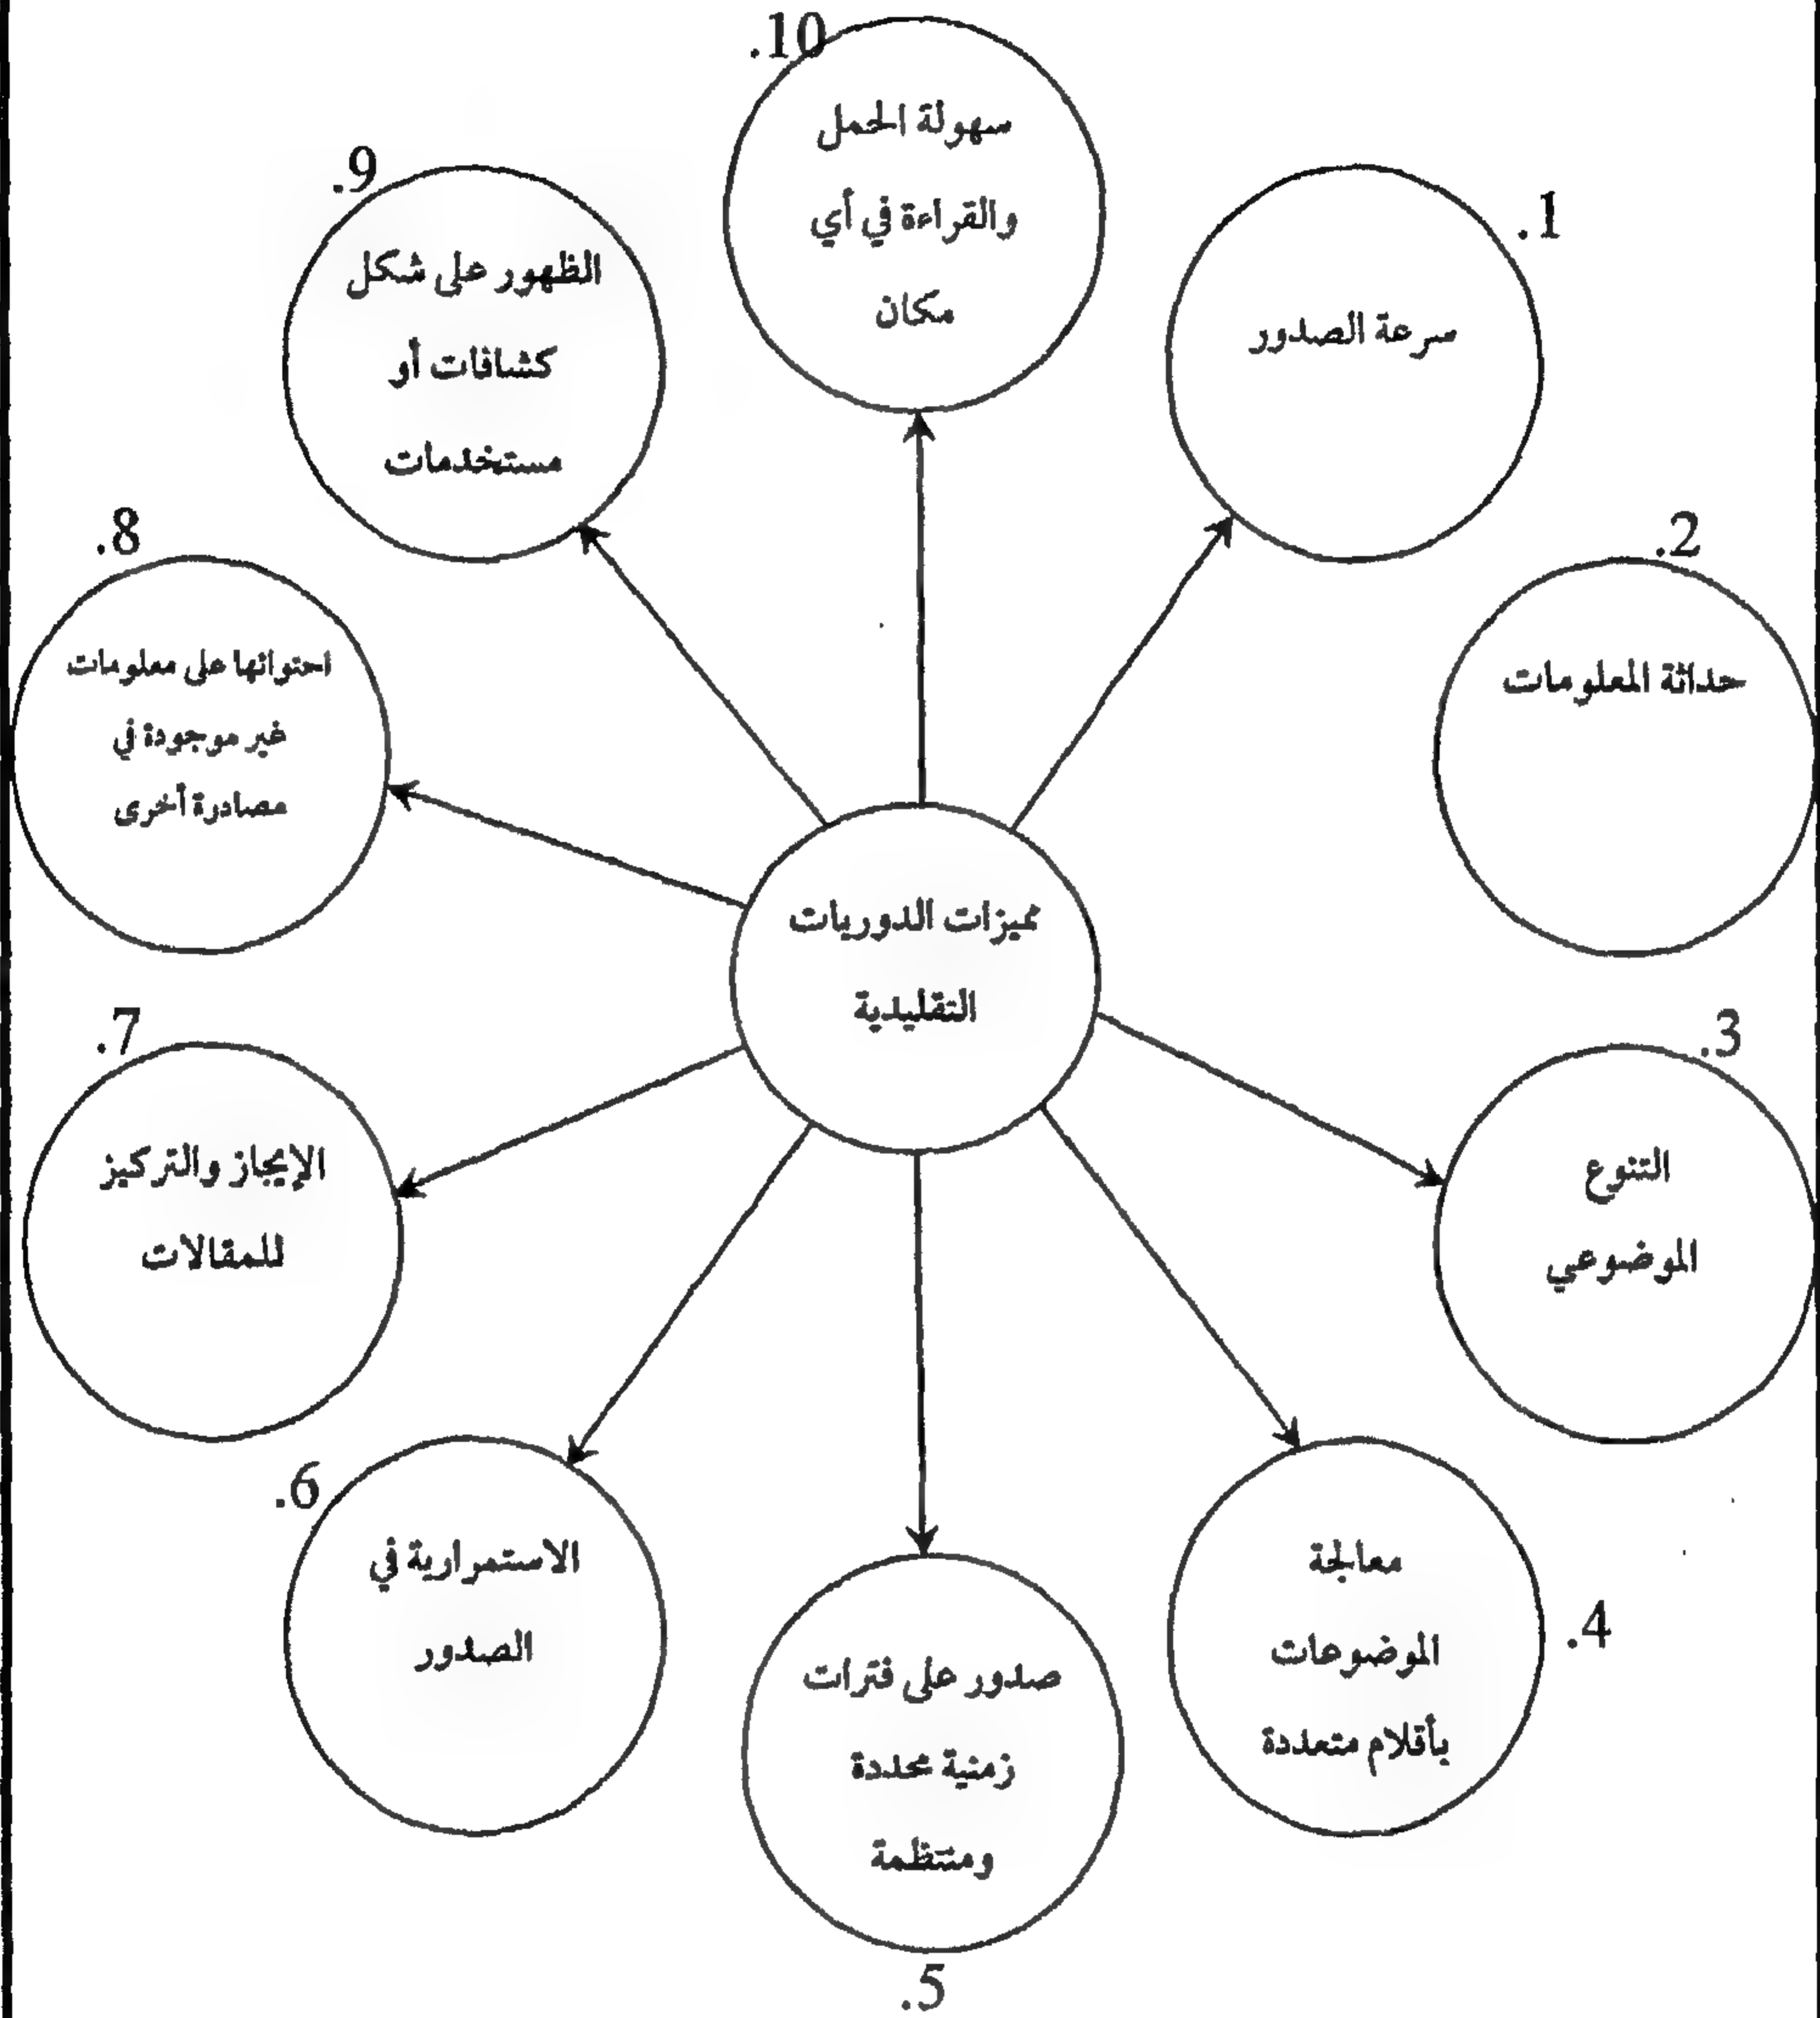 مميزات الدوريات
التقليدية
.1
سرعة الصدور
.2
حداثة المعلومات
.3
التنوع
الموضوعي
.4
معالجة
الموضوعات
بأقلام متعددة
.5
صدور على فترات
زمنية محددة
ومنتظمة
.6
الاستمرارية في
الصدور
.7
الإيجاز والتركيز
للمقالات
.8
احتوائها على معلومات
غير موجودة في
مصادرة أخرى
.9
الظهور على شكل
كشافات أو
مستخدمات
.10
سهولة الحمل
والقراءة في أي
مكان